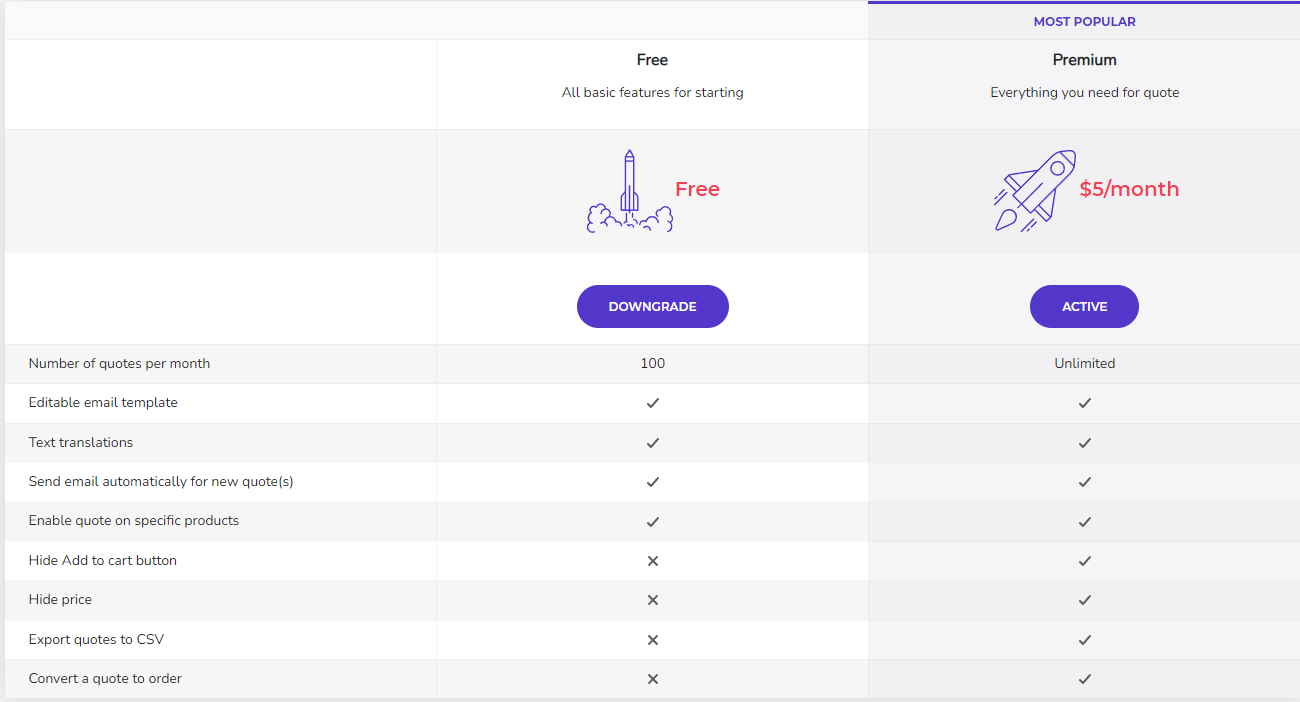 MOST POPULAR
Free Premium
All basic features for starting Everything you need for quote
Free $5/month
DOWNGRADE ACTIVE
Number of quotes per month 100 Unlimited
Editable email template
Text translations
Send email automatically for new quote(s)
Enable quote on specific products
Hide Add to cart button
Hide price
Export quotes to CSV
Convert a quote to order